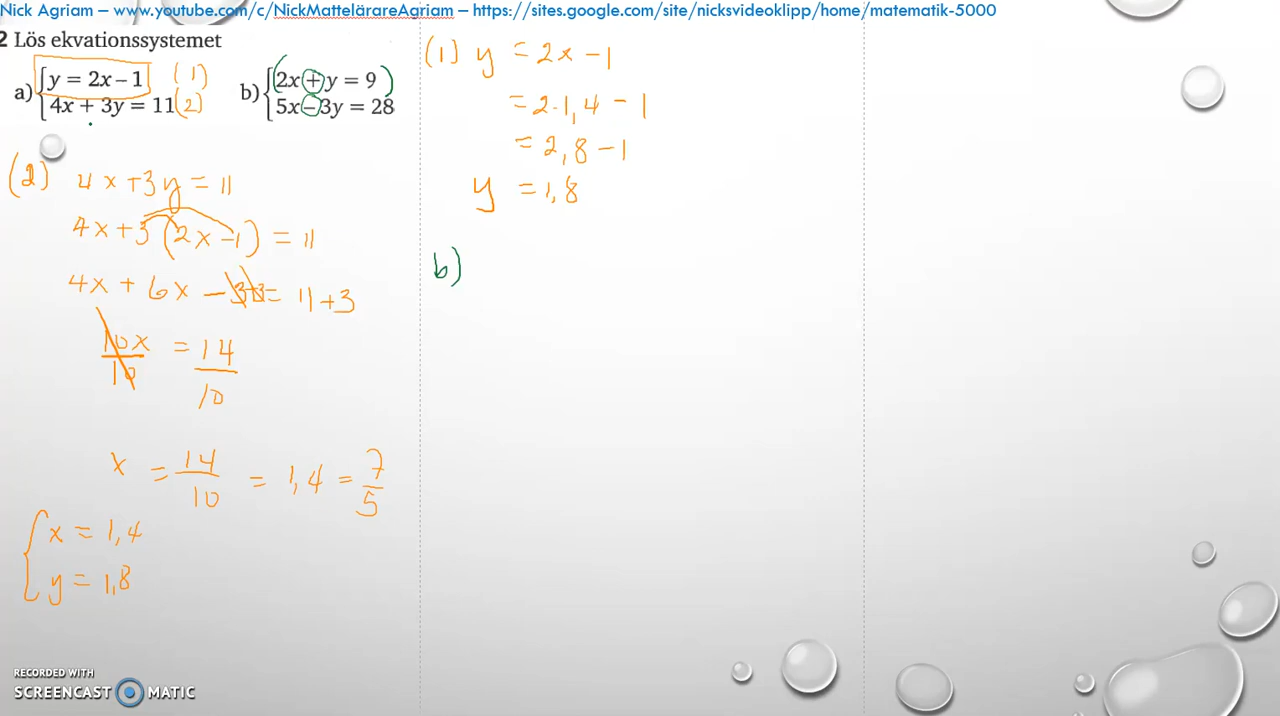 Nick Agriam – www.youtube.com/c/NickMattelärareAgriam – https://sites.google.com/site/nicksvideoklipp/home/matematik-5000
2 Lös ekvationssystemet
a) { y = 2x – 1 (1)
4x + 3y = 11 (2)
b) { (2x + y = 9 )
5x – 3y = 28
(2) 4x + 3y = 11
4x + 3 (2x – 1) = 11
4x + 6x – 3 + 3 = 11 + 3
10x/10 = 14/10
x = 14/10 = 1,4 = 7/5
{ x = 1,4
y = 1,8
(1) y = 2x – 1
= 2·1,4 – 1
= 2,8 – 1
y = 1,8
b)
RECORDED WITH
SCREENCAST MATIC